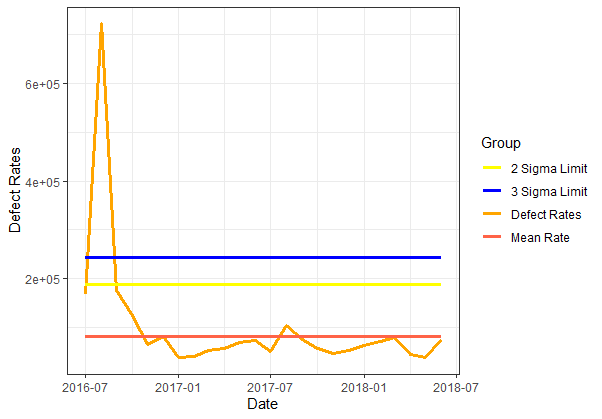 6e+05
4e+05
2e+05
Defect Rates
2016-07 2017-01 2017-07 2018-01 2018-07
Date
Group
2 Sigma Limit
3 Sigma Limit
Defect Rates
Mean Rate